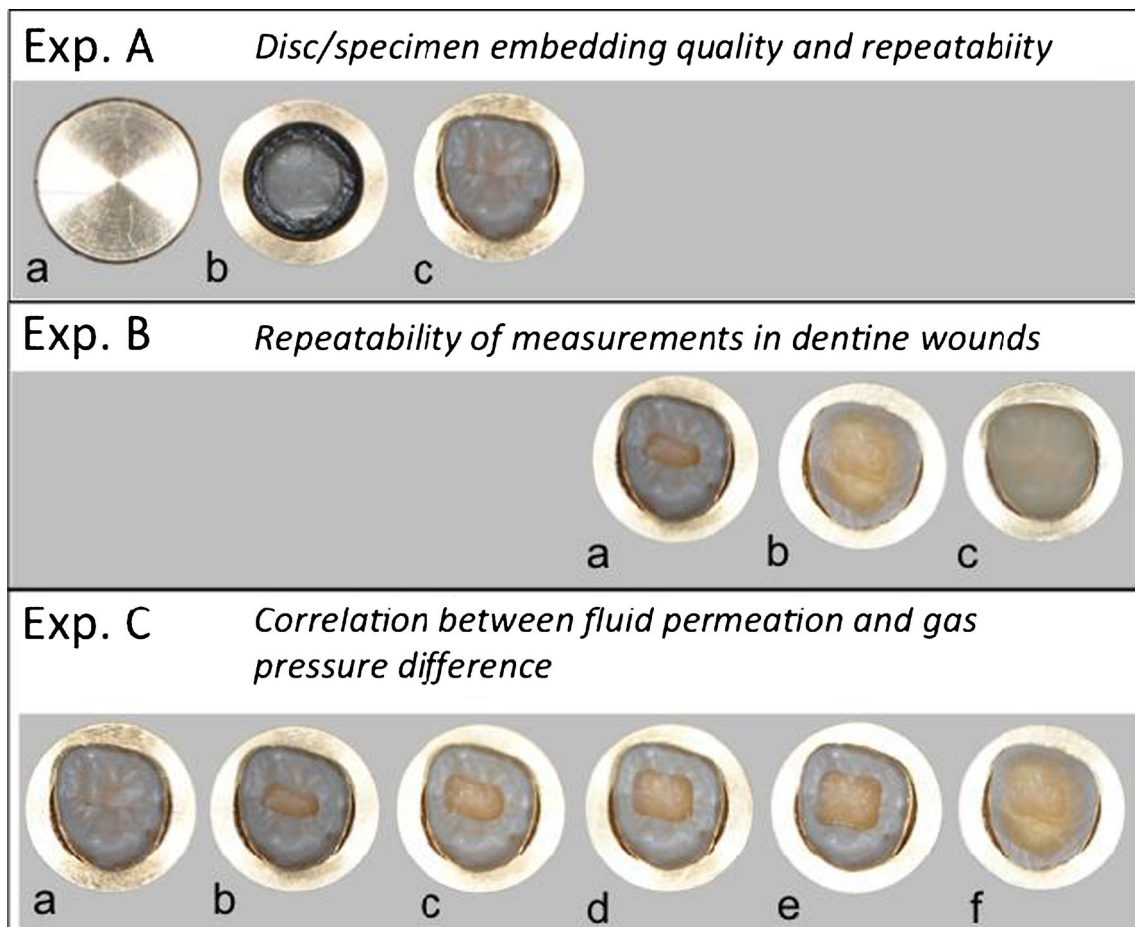 Exp. A
Disc/specimen embedding quality and repeatabiity
a
b
c
Exp. B
Repeatability of measurements in dentine wounds
a
b
c
Exp. C
Correlation between fluid permeation and gas
pressure difference
a
b
c
d
e
f